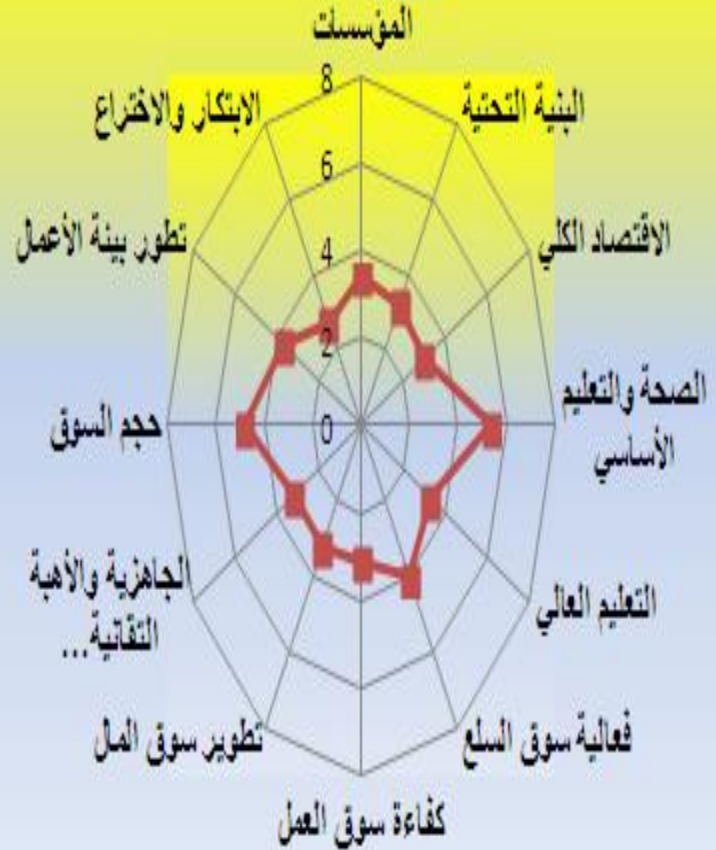 المؤسسات
البنية التحتية
الاقتصاد الكلي
الصحة والتعليم
الأساسي
التعليم العالي
فعالية سوق السلع
كفاءة سوق العمل
تطوير سوق المال
الجاهزية والأهبة
التقانية...
حجم السوق
تطور بينة الأعمال
الابتكار والاختراع
8
6
4
2
0